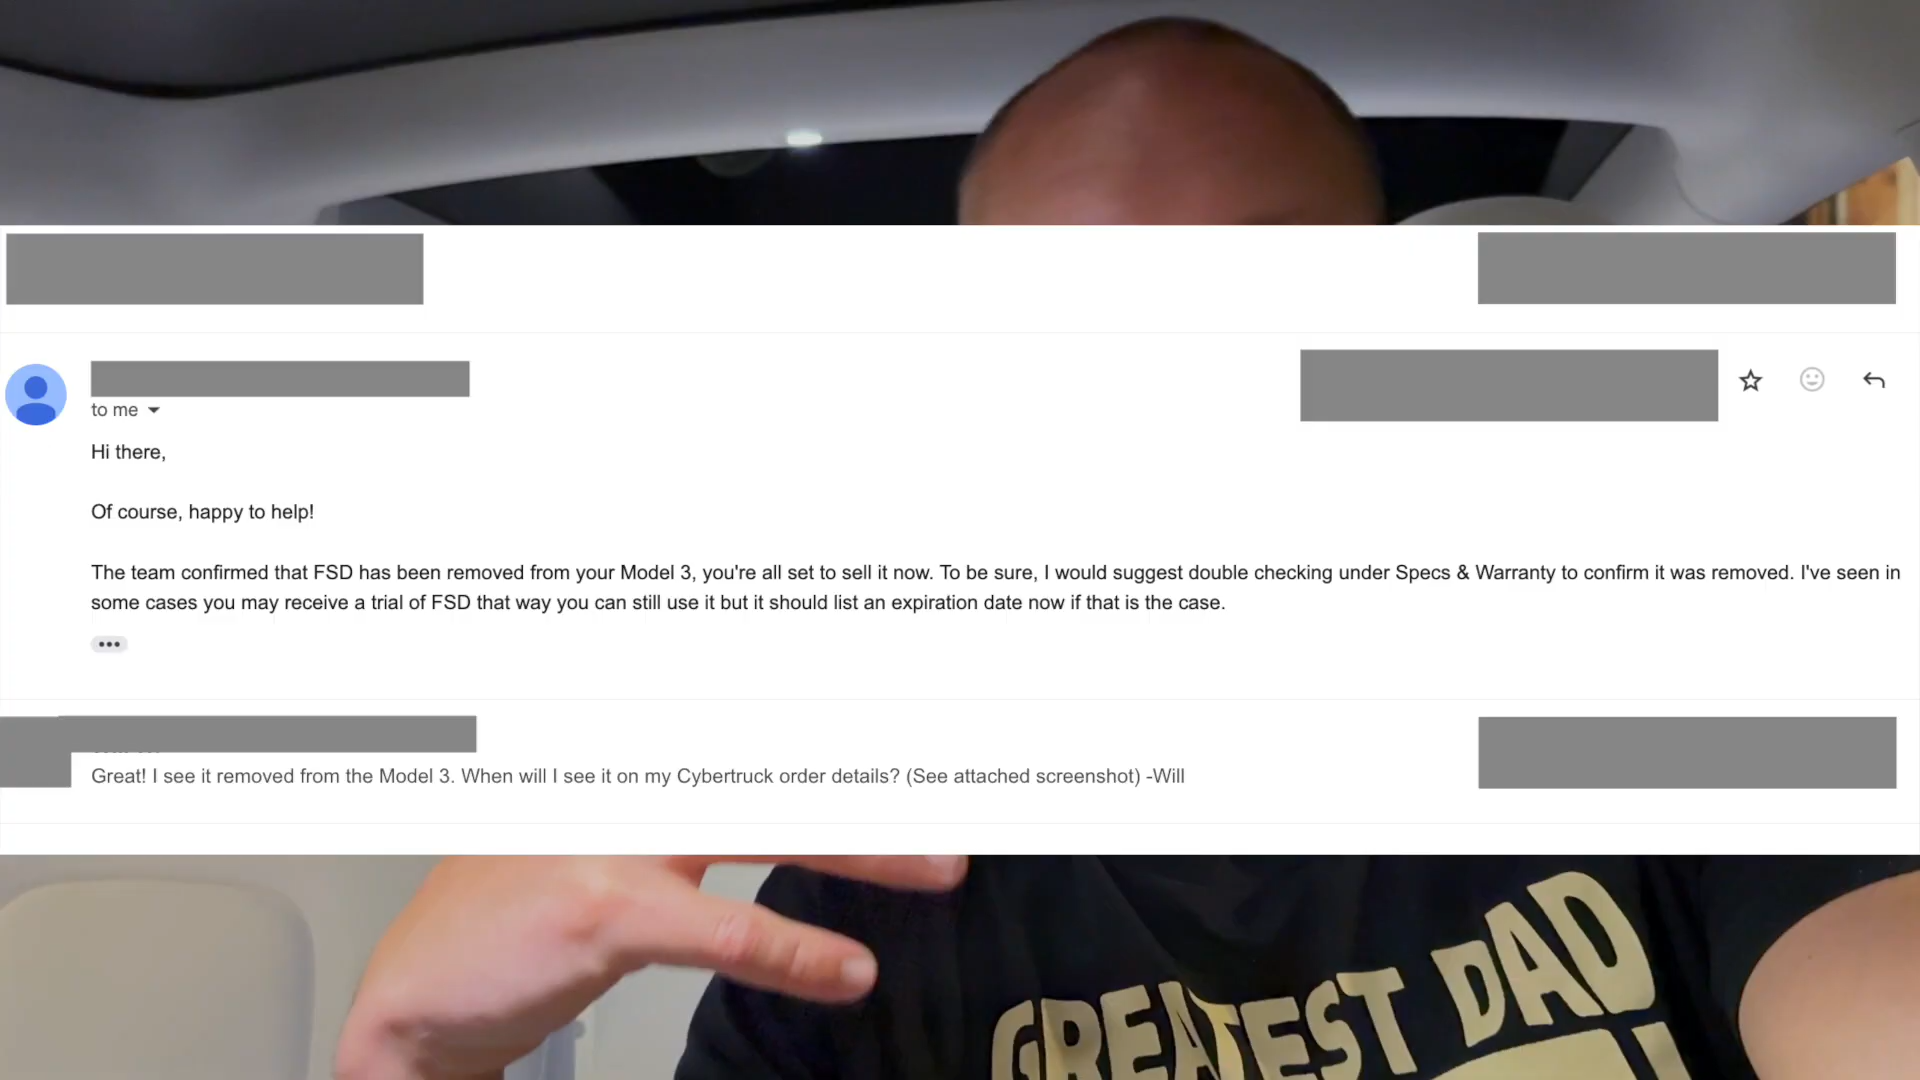 to me
Hi there,
Of course, happy to help!
The team confirmed that FSD has been removed from your Model 3, you're all set to sell it now. To be sure, I would suggest double checking under Specs & Warranty to confirm it was removed. I've seen in
some cases you may receive a trial of FSD that way you can still use it but it should list an expiration date now if that is the case.
Great! I see it removed from the Model 3. When will I see it on my Cybertruck order details? (See attached screenshot) -Will
GREATEST DAD